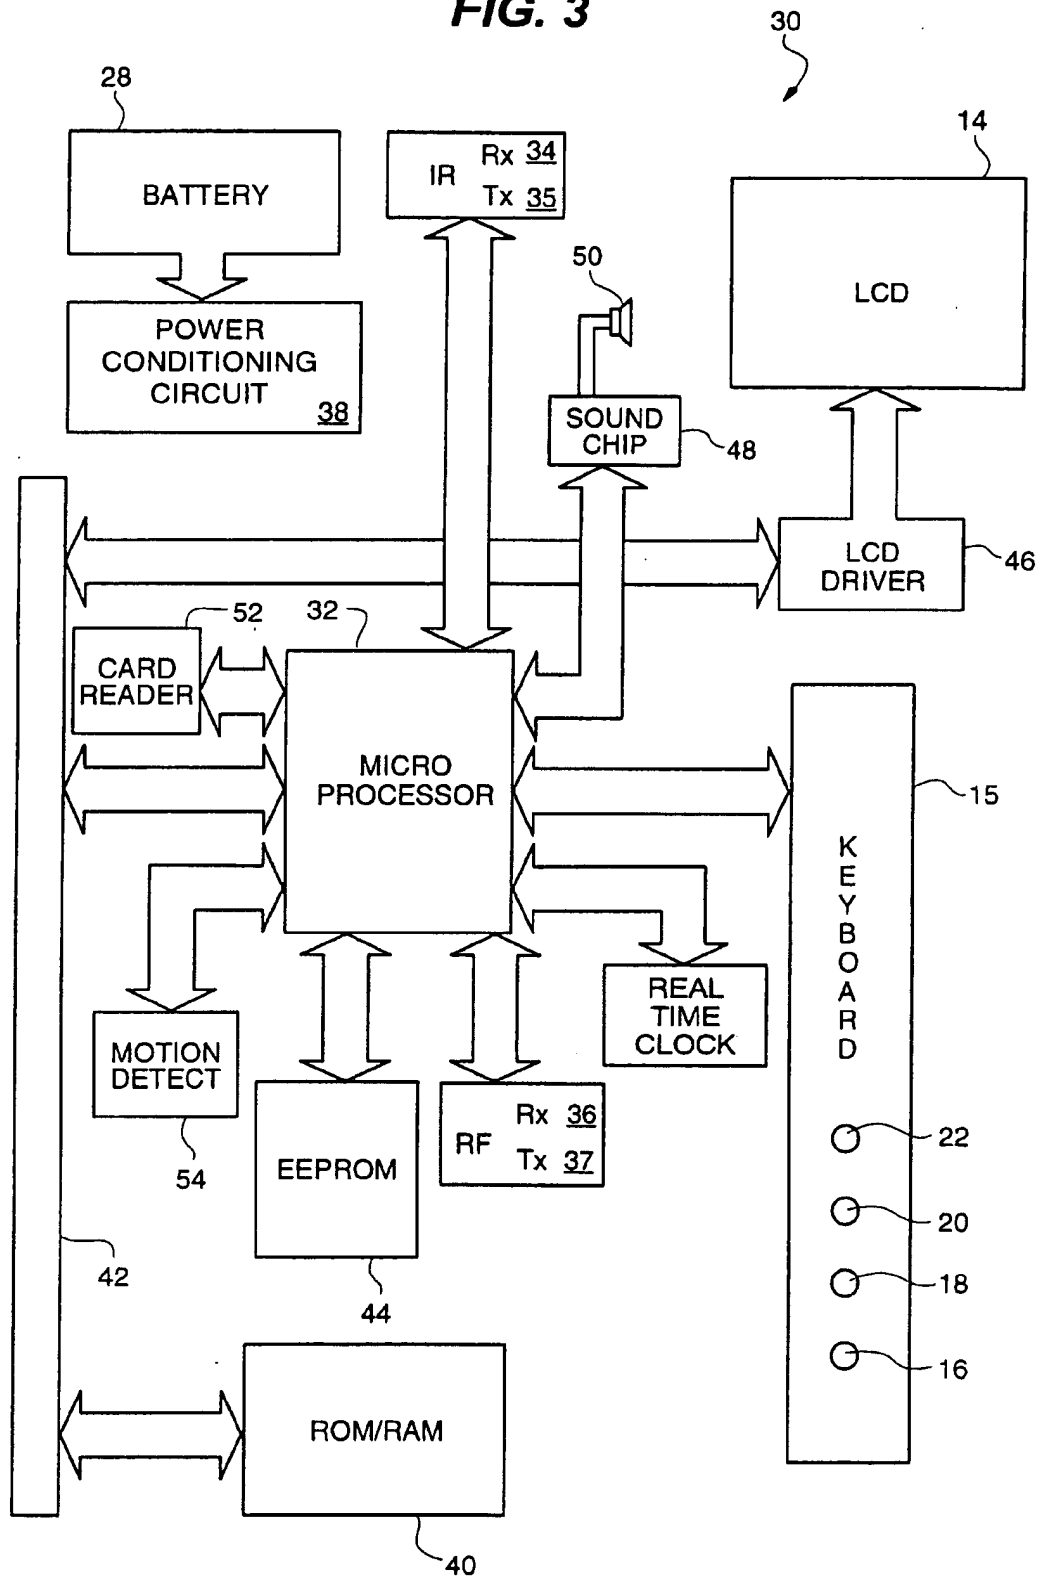 FIG. 3
30
28
BATTERY
IR Rx 34
Tx 35
14
LCD
50
POWER
CONDITIONING
CIRCUIT
38
SOUND
CHIP
48
LCD
DRIVER
46
52
32
CARD
READER
MICRO
PROCESSOR
15
KEYBOARD
REAL
TIME
CLOCK
MOTION
DETECT
54
EEPROM
44
RF Rx 36
Tx 37
22
20
18
16
42
ROM/RAM
40